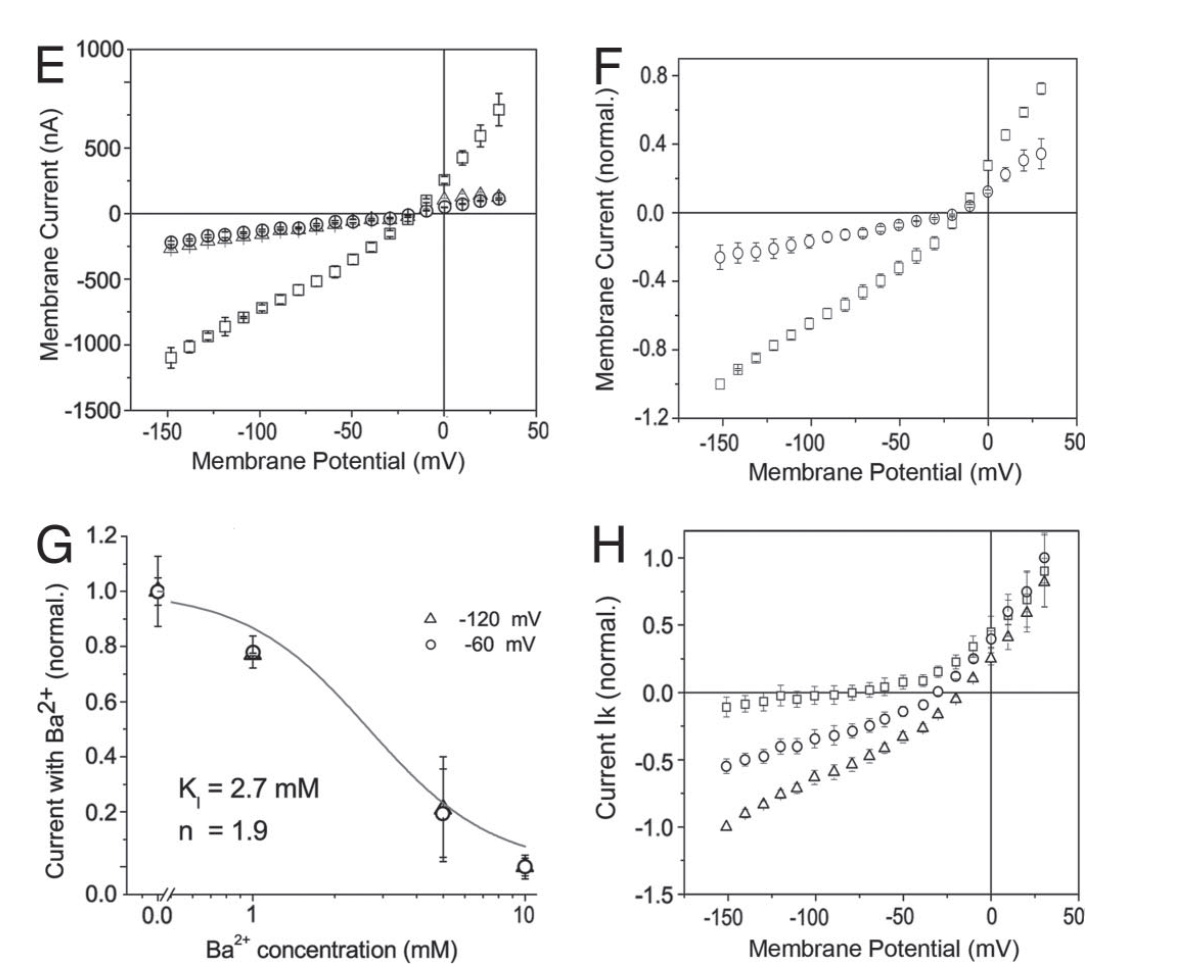 E
Membrane Current (nA)
1000
500
0
-500
-1000
-1500
-150 -100 -50 0 50
Membrane Potential (mV)
F
Membrane Current (normal.)
0.8
0.4
0.0
-0.4
-0.8
-1.2
-150 -100 -50 0 50
Membrane Potential (mV)
G
Current with Ba2+ (normal.)
1.2
1.0
0.8
0.6
0.4
0.2
0.0
-120 mV
-60 mV
KI = 2.7 mM
n = 1.9
0.0 1 10
Ba2+ concentration (mM)
H
Current Ik (normal.)
1.0
0.5
0.0
-0.5
-1.0
-1.5
-150 -100 -50 0 50
Membrane Potential (mV)